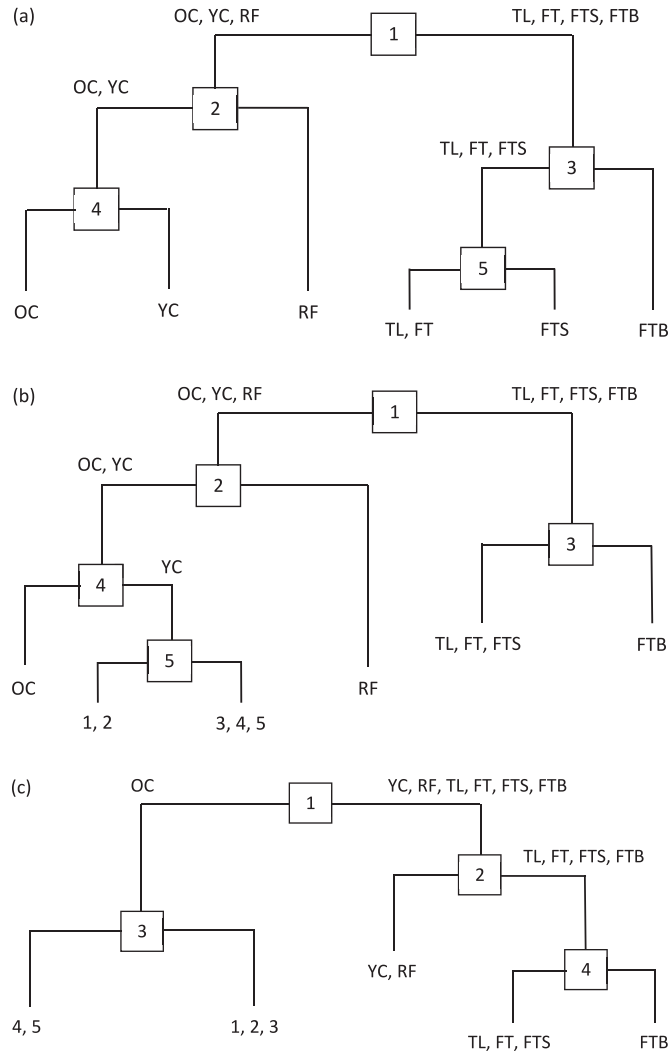 (a)
OC, YC, RF
1
TL, FT, FTS, FTB
OC, YC
2
TL, FT, FTS
3
4
5
OC
YC
RF
TL, FT
FTS
FTB
(b)
OC, YC, RF
1
TL, FT, FTS, FTB
OC, YC
2
3
4
YC
5
TL, FT, FTS
FTB
OC
RF
1, 2
3, 4, 5
(c)
OC
1
YC, RF, TL, FT, FTS, FTB
2
TL, FT, FTS, FTB
3
YC, RF
4
4, 5
1, 2, 3
TL, FT, FTS
FTB